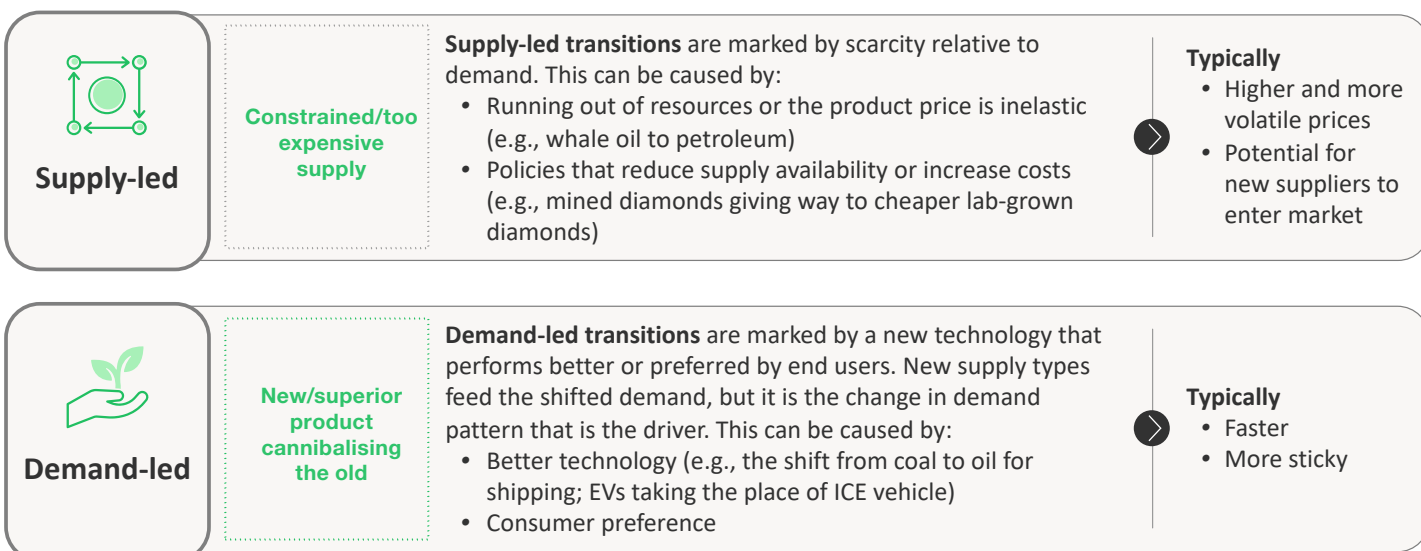 Supply-led
Constrained/too
expensive
supply
Supply-led transitions are marked by scarcity relative to
demand. This can be caused by:
• Running out of resources or the product price is inelastic
(e.g., whale oil to petroleum)
• Policies that reduce supply availability or increase costs
(e.g., mined diamonds giving way to cheaper lab-grown
diamonds)
Typically
• Higher and more
volatile prices
• Potential for
new suppliers to
enter market
Demand-led
New/superior
product
cannibalising
the old
Demand-led transitions are marked by a new technology that
performs better or preferred by end users. New supply types
feed the shifted demand, but it is the change in demand
pattern that is the driver. This can be caused by:
• Better technology (e.g., the shift from coal to oil for
shipping; EVs taking the place of ICE vehicle)
• Consumer preference
Typically
• Faster
• More sticky